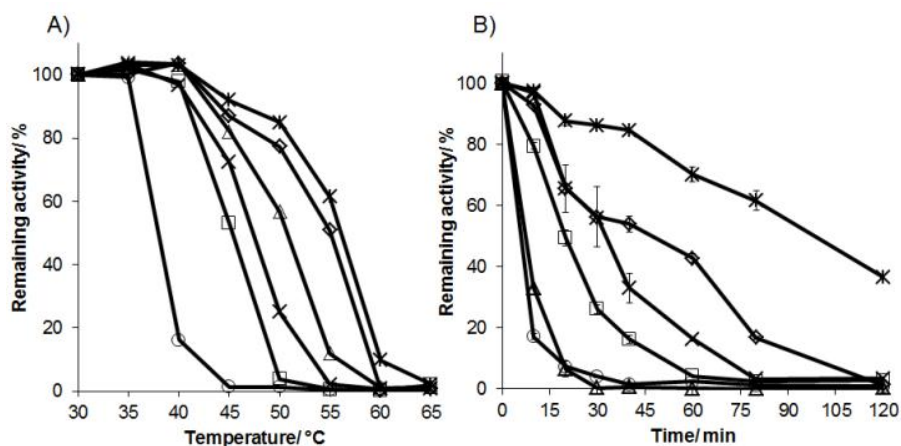 A)
Remaining activity/ %
100
80
60
40
20
0
30 35 40 45 50 55 60 65
Temperature/ °C
B)
Remaining activity/ %
100
80
60
40
20
0
0 15 30 45 60 75 90 105 120
Time/ min